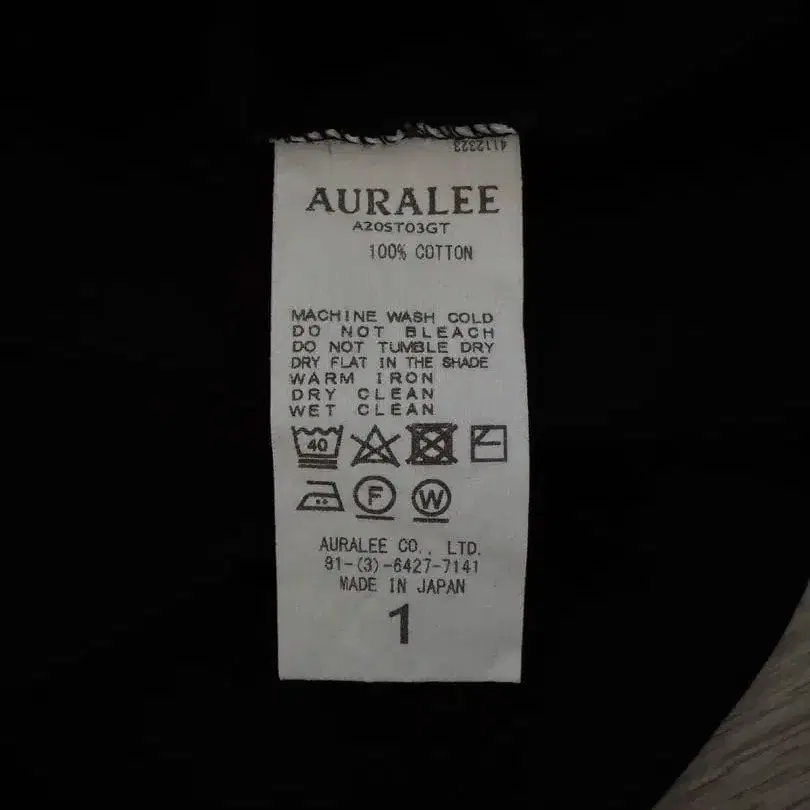 4112323
AURALEE
A20ST03GT
100% COTTON
MACHINE WASH COLD
DO NOT BLEACH
DO NOT TUMBLE DRY
DRY FLAT IN THE SHADE
WARM IRON
DRY CLEAN
WET CLEAN
40
F W
AURALEE CO., LTD.
81-(3)-6427-7141
MADE IN JAPAN
1